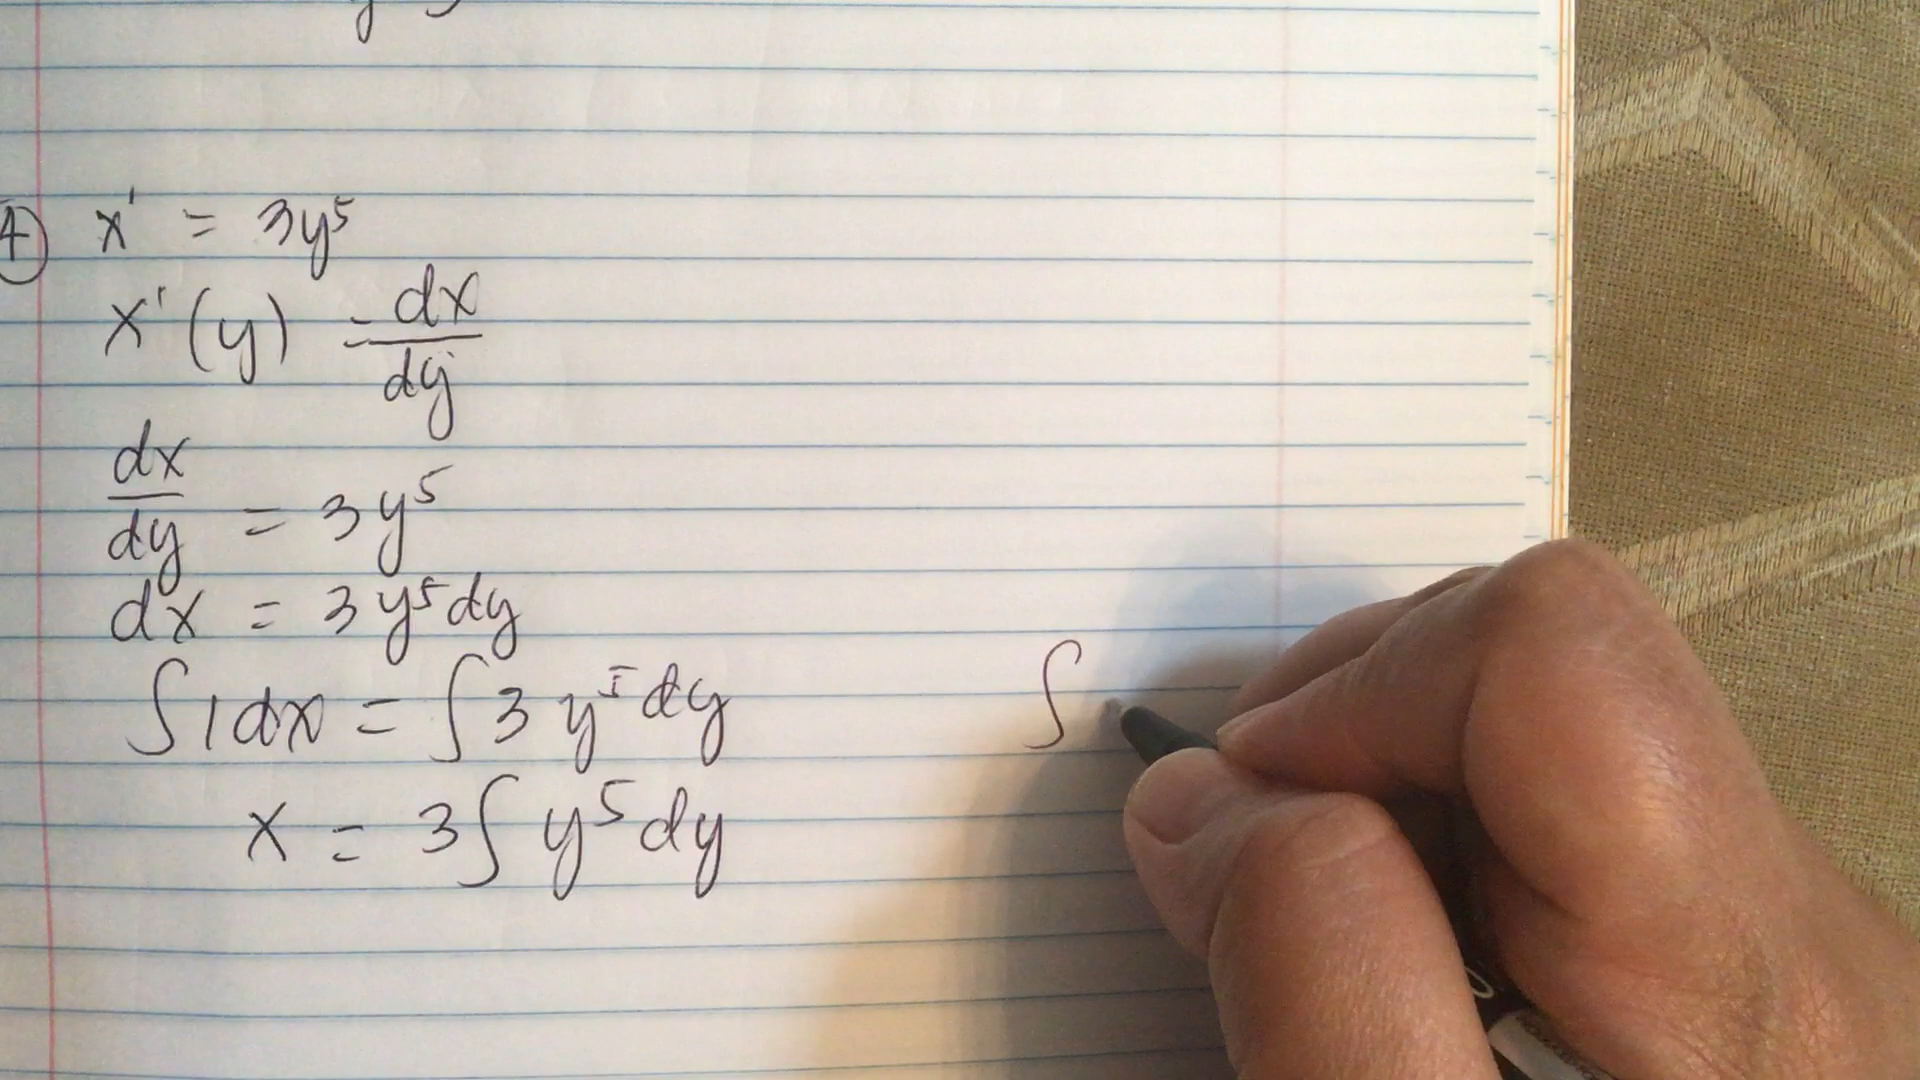 ④ x' = 3y⁵
x'(y) = dx/dy
dx/dy = 3y⁵
dx = 3y⁵dy
∫1dx = ∫3y⁵dy ∫
x = 3∫y⁵dy